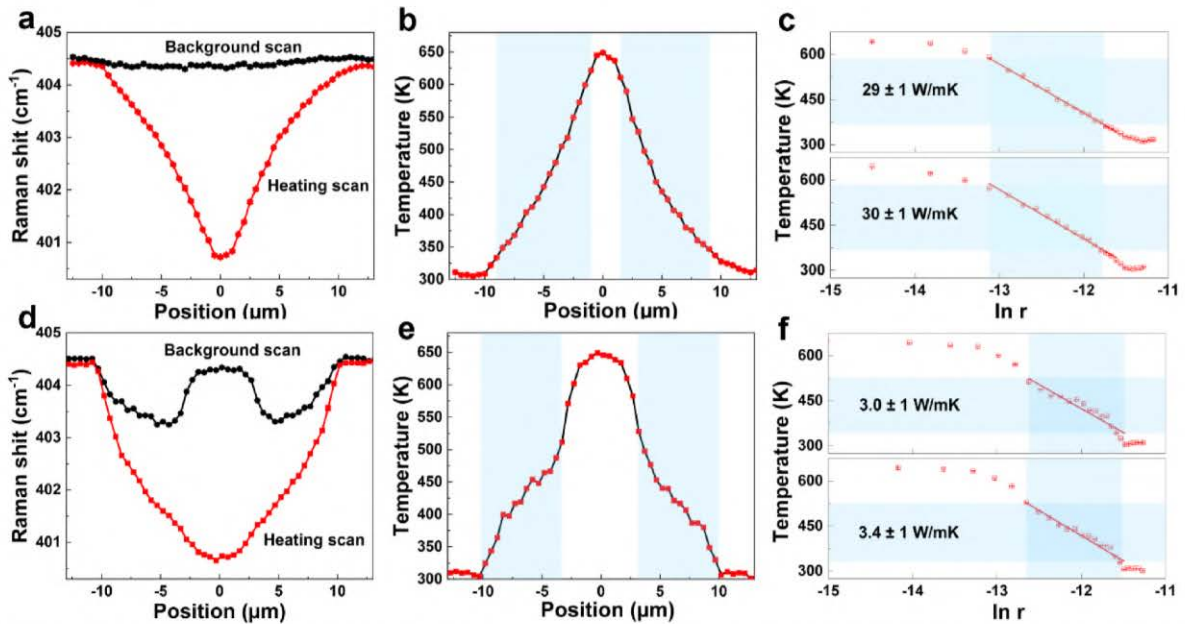 a
405
404
403
402
401
Raman shit (cm⁻¹)
Background scan
Heating scan
-10
-5
0
5
10
Position (µm)
b
650
600
550
500
450
400
350
300
Temperature (K)
-10
-5
0
5
10
Position (µm)
c
600
450
300
29 ± 1 W/mK
600
450
300
30 ± 1 W/mK
Temperature (K)
-15
-14
-13
-12
-11
ln r
d
405
404
403
402
401
Raman shit (cm⁻¹)
Background scan
Heating scan
-10
-5
0
5
10
Position (µm)
e
650
600
550
500
450
400
350
300
Temperature (K)
-10
-5
0
5
10
Position (µm)
f
600
450
300
3.0 ± 1 W/mK
600
450
300
3.4 ± 1 W/mK
Temperature (K)
-15
-14
-13
-12
-11
ln r